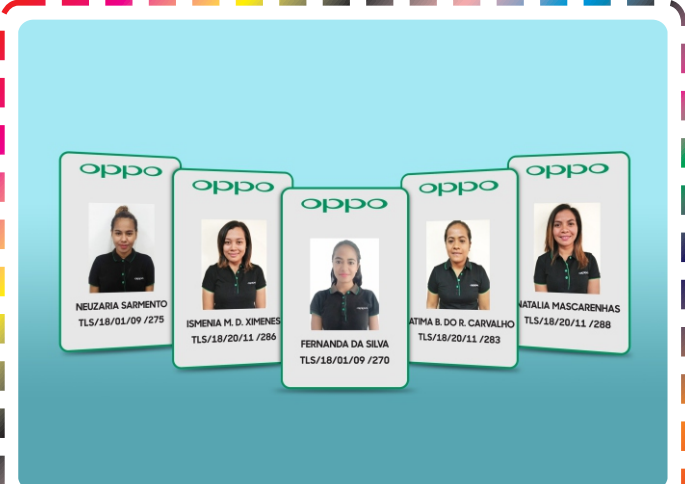 oppo
NEUZARIA SARMENTO
TLS/18/01/09 /275
oppo
ISMENIA M. D. XIMENES
TLS/18/20/11 /286
oppo
FERNANDA DA SILVA
TLS/18/01/09 /270
oppo
ATIMA B. DO R. CARVALHO
TLS/18/20/11 /283
oppo
NATALIA MASCARENHAS
TLS/18/20/11 /288